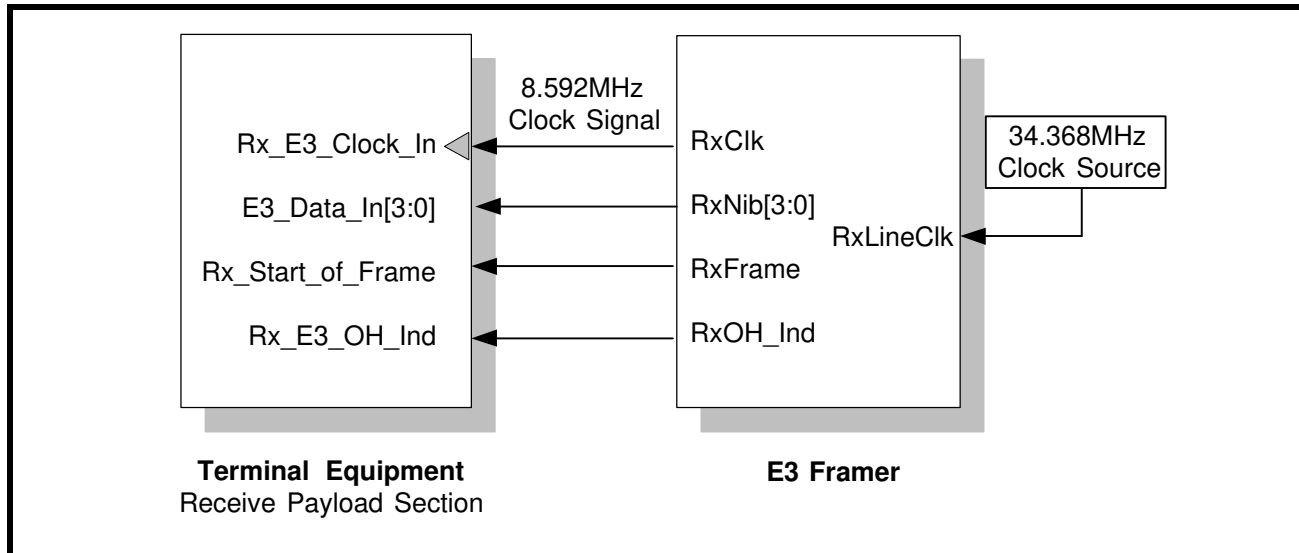 8.592MHz
Clock Signal
Rx_E3_Clock_In
E3_Data_In[3:0]
Rx_Start_of_Frame
Rx_E3_OH_Ind
RxClk
RxNib[3:0]
RxLineClk
RxFrame
RxOH_Ind
34.368MHz
Clock Source
Terminal Equipment
Receive Payload Section
E3 Framer